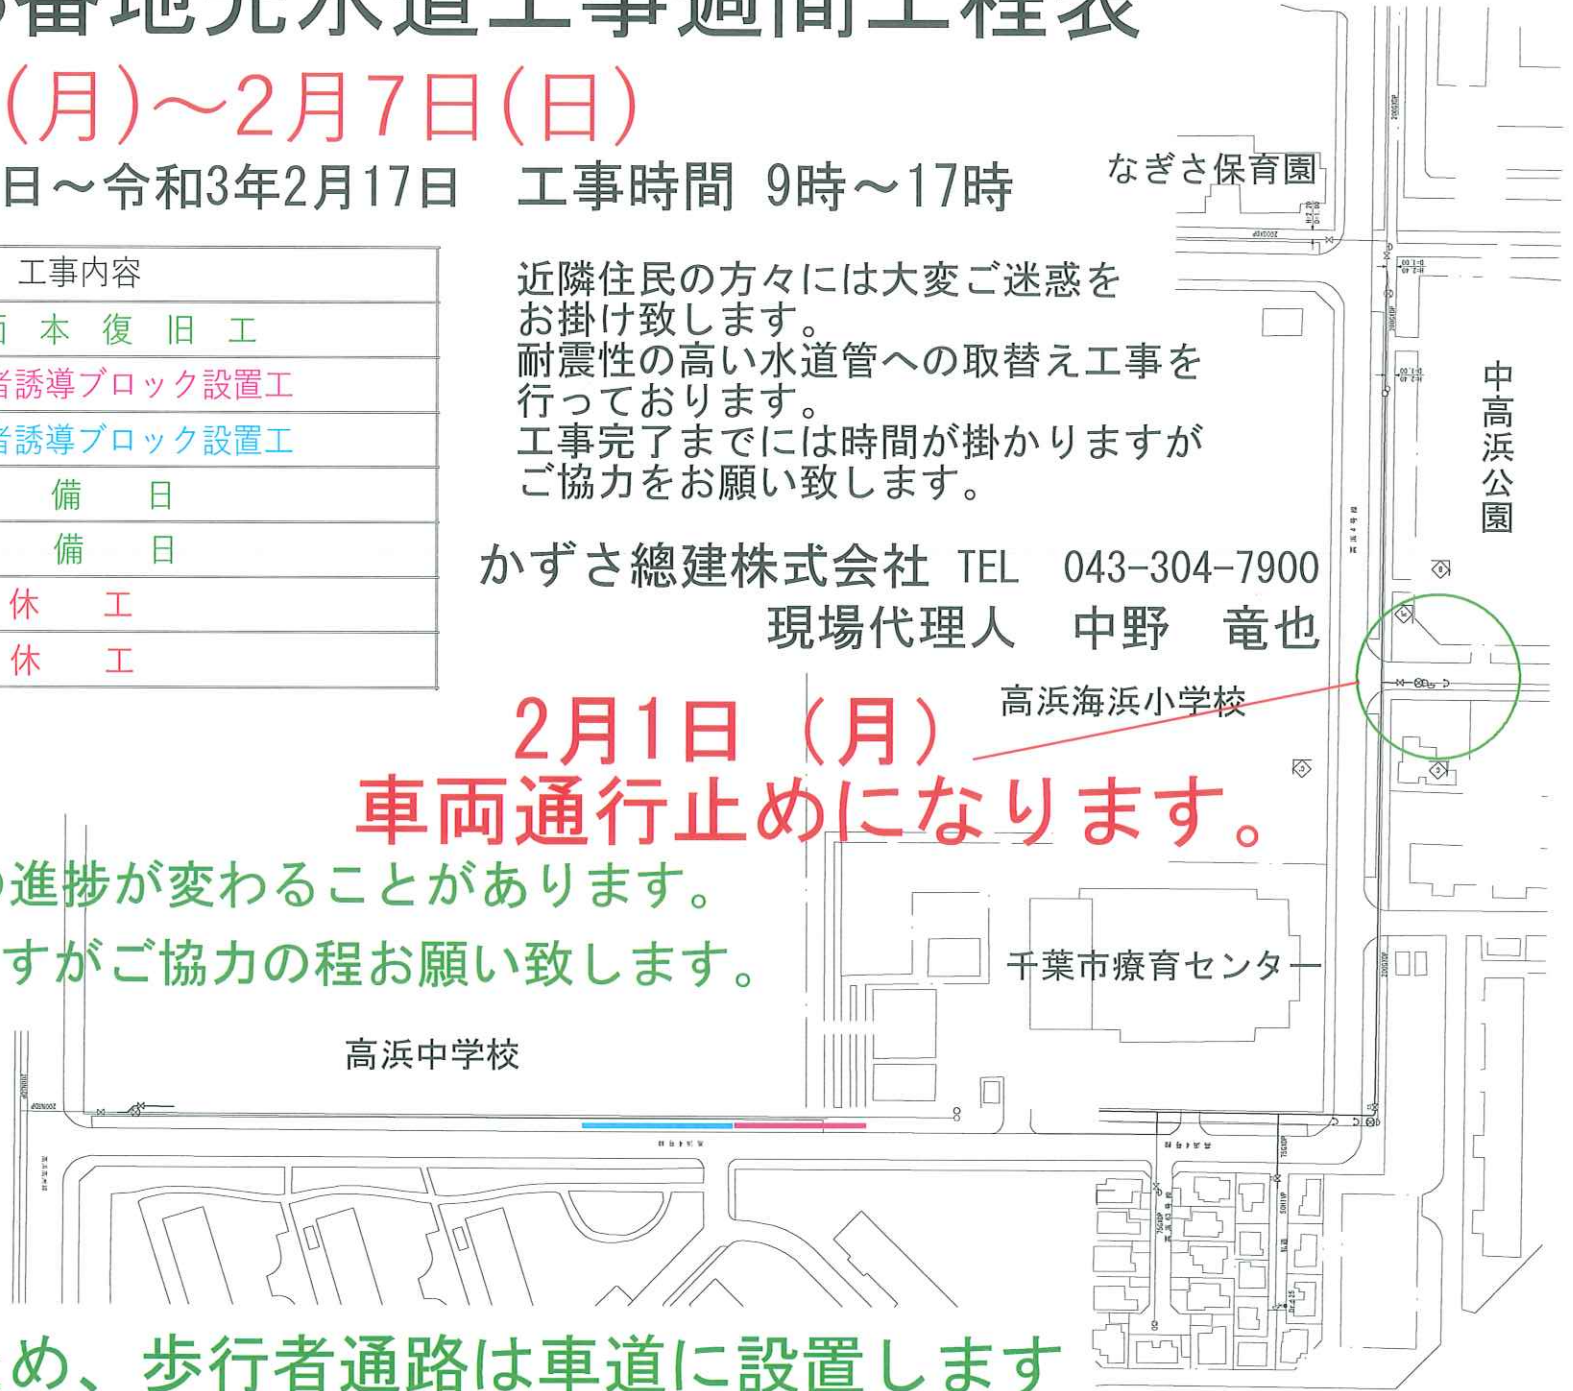 番地先水道工事週間工程表
(月)～2月7日(日)
日～令和3年2月17日　工事時間 9時～17時
工事内容
本 復 旧 工
者誘導ブロック設置工
者誘導ブロック設置工
備　日
備　日
休　工
休　工
近隣住民の方々には大変ご迷惑を
お掛け致します。
耐震性の高い水道管への取替え工事を
行っております。
工事完了までには時間が掛かりますが
ご協力をお願い致します。
かずさ總建株式会社 TEL　043-304-7900
現場代理人　中野　竜也
なぎさ保育園
中高浜公園
高浜海浜小学校
2月1日（月）
車両通行止めになります。
の進捗が変わることがあります。
すがご協力の程お願い致します。
千葉市療育センター
高浜中学校
め、歩行者通路は車道に設置します